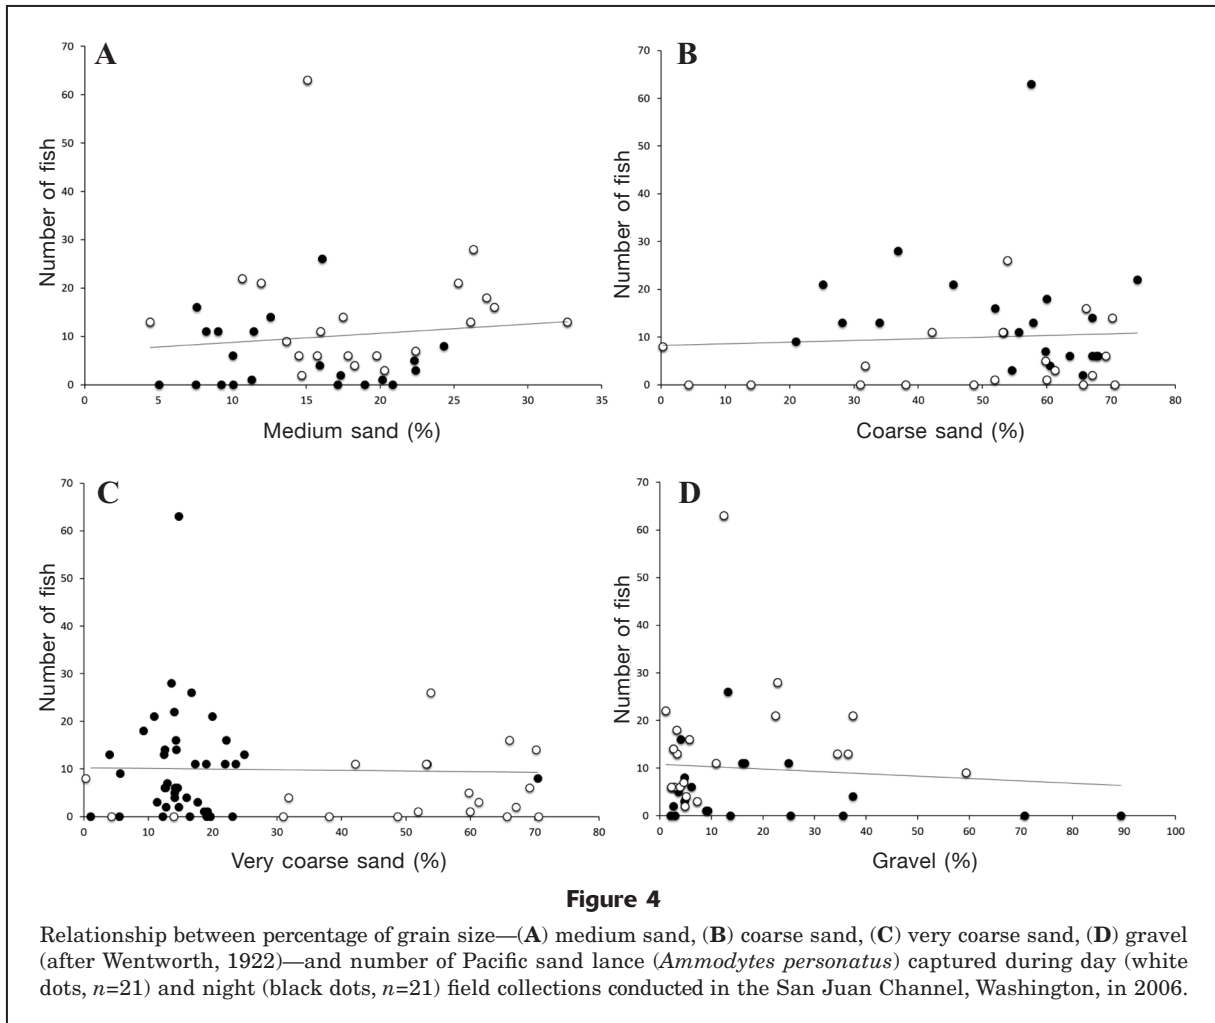 A
70
60
50
40
30
20
10
0
Number of fish
0 5 10 15 20 25 30 35
Medium sand (%)
B
70
60
50
40
30
20
10
0
Number of fish
0 10 20 30 40 50 60 70 80
Coarse sand (%)
C
70
60
50
40
30
20
10
0
Number of fish
0 10 20 30 40 50 60 70 80
Very coarse sand (%)
D
70
60
50
40
30
20
10
0
Number of fish
0 10 20 30 40 50 60 70 80 90 100
Gravel (%)
Figure 4
Relationship between percentage of grain size—(A) medium sand, (B) coarse sand, (C) very coarse sand, (D) gravel
(after Wentworth, 1922)—and number of Pacific sand lance (Ammodytes personatus) captured during day (white
dots, n=21) and night (black dots, n=21) field collections conducted in the San Juan Channel, Washington, in 2006.